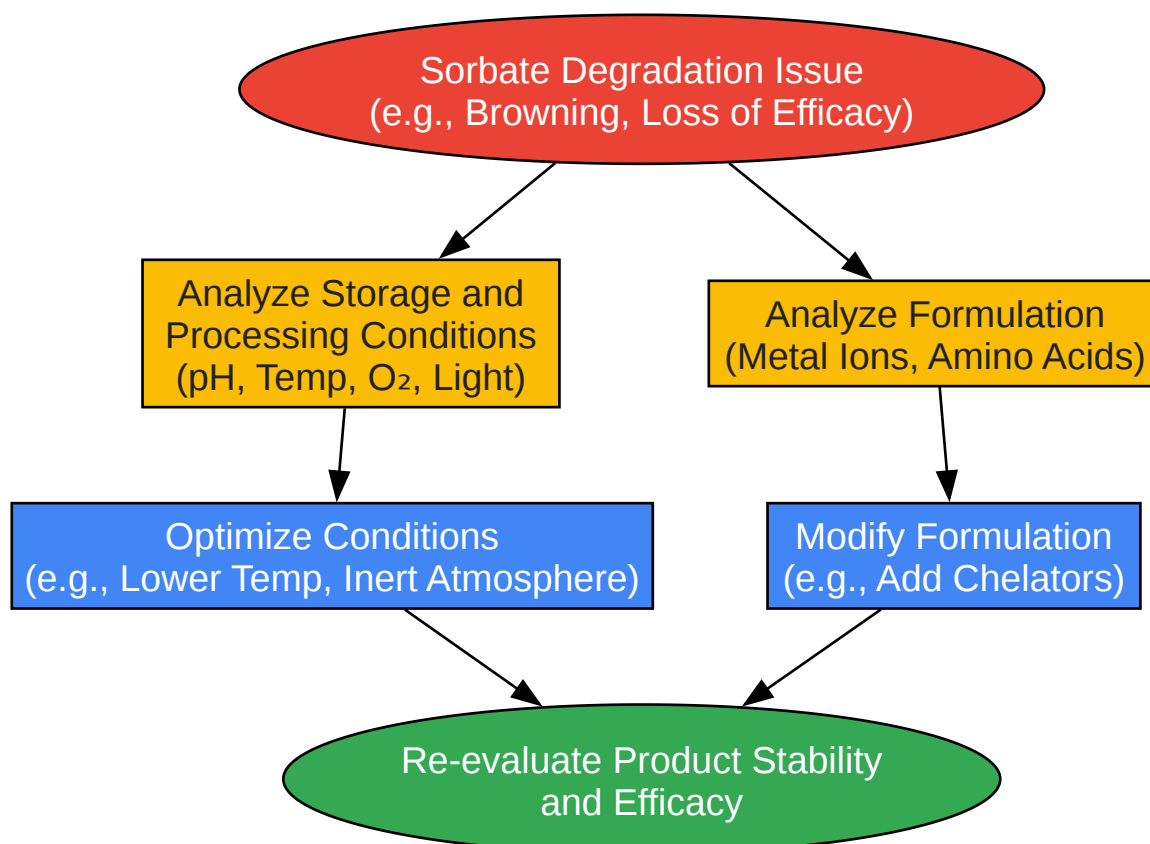 Sorbate Degradation Issue
(e.g., Browning, Loss of Efficacy)
Analyze Storage and
Processing Conditions
(pH, Temp, O₂, Light)
Analyze Formulation
(Metal Ions, Amino Acids)
Optimize Conditions
(e.g., Lower Temp, Inert Atmosphere)
Modify Formulation
(e.g., Add Chelators)
Re-evaluate Product Stability
and Efficacy